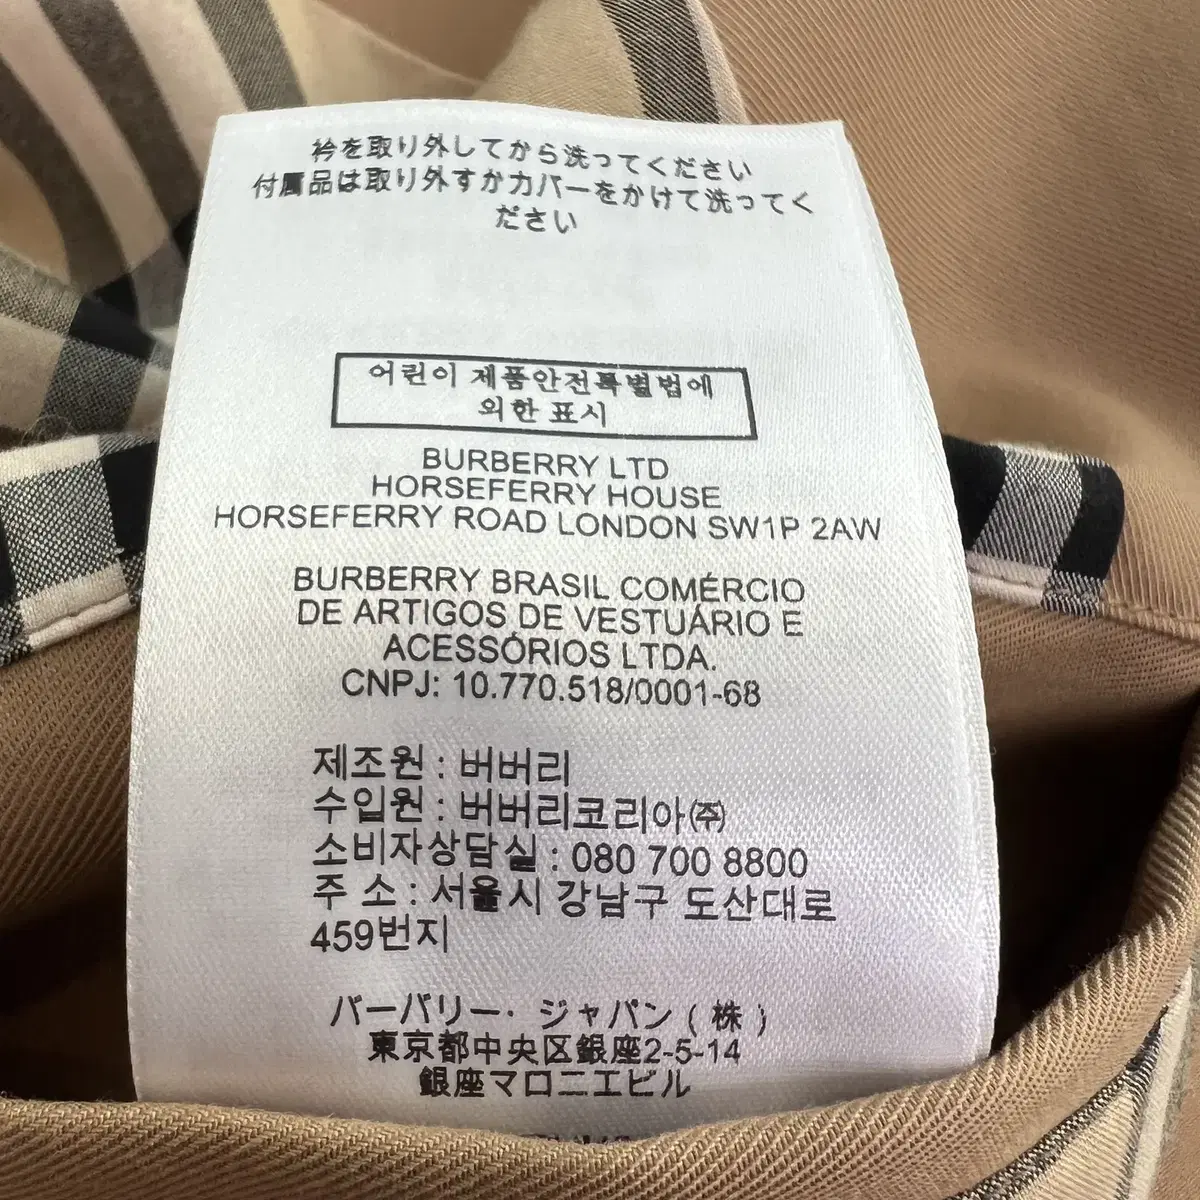 衿を取り外してから洗ってください
付属品は取り外すかカバーをかけて洗ってく
ださい
어린이 제품안전특별법에
의한 표시
BURBERRY LTD
HORSEFERRY HOUSE
HORSEFERRY ROAD LONDON SW1P 2AW
BURBERRY BRASIL COMÉRCIO
DE ARTIGOS DE VESTUÁRIO E
ACESSÓRIOS LTDA.
CNPJ: 10.770.518/0001-68
제조원 : 버버리
수입원 : 버버리코리아㈜
소비자상담실 : 080 700 8800
주 소 : 서울시 강남구 도산대로
459번지
バーバリー・ジャパン ( 株 )
東京都中央区銀座2-5-14
銀座マロニエビル